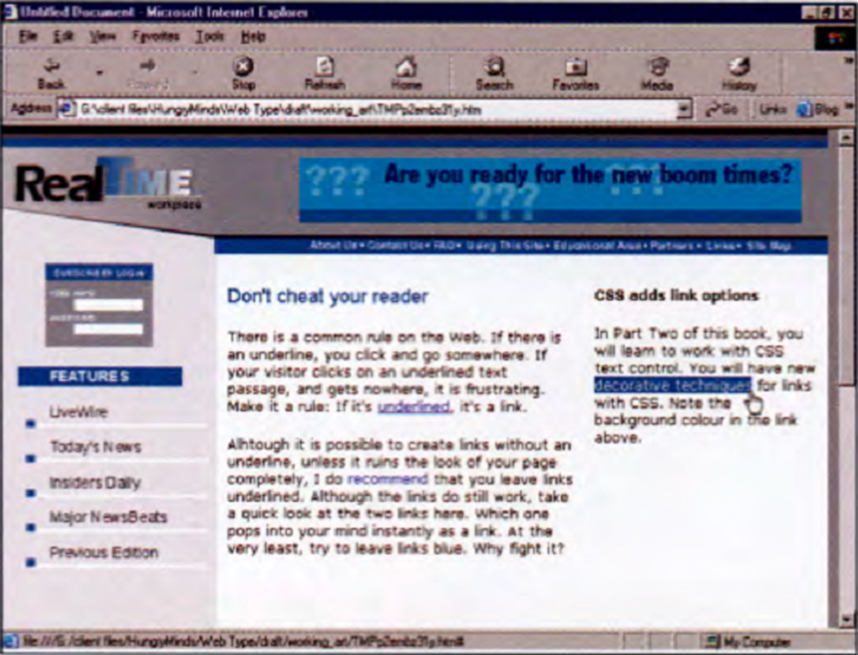 Untitled Document - Microsoft Internet Explorer
File Edit View Favorites Tools Help
Back Forward Stop Refresh Home Search Favorites Media History
Address G:\client files\HungryMinds\Web Type\draft\working_art\TMPp2embz31y.htm Go Links Blog
RealTIME
workplace
??? Are you ready for the new boom times? ???
???
About Us • Contact Us • FAQ • Using This Site • Educational Area • Partners • Links • Site Map
SUBSCRIBER LOGIN
FEATURES
LiveWire
Today's News
Insiders Daily
Major NewsBeats
Previous Edition
Don't cheat your reader
There is a common rule on the Web. If there is
an underline, you click and go somewhere. If
your visitor clicks on an underlined text
passage, and gets nowhere, it is frustrating.
Make it a rule: If it's underlined, it's a link.
Alhtough it is possible to create links without an
underline, unless it ruins the look of your page
completely, I do recommend that you leave links
underlined. Although the links do still work, take
a quick look at the two links here. Which one
pops into your mind instantly as a link. At the
very least, try to leave links blue. Why fight it?
CSS adds link options
In Part Two of this book, you
will learn to work with CSS
text control. You will have new
decorative techniques for links
with CSS. Note the
background colour in the link
above.
file:///G:/client files/HungryMinds/Web Type/draft/working_art/TMPp2embz31y.htm# My Computer